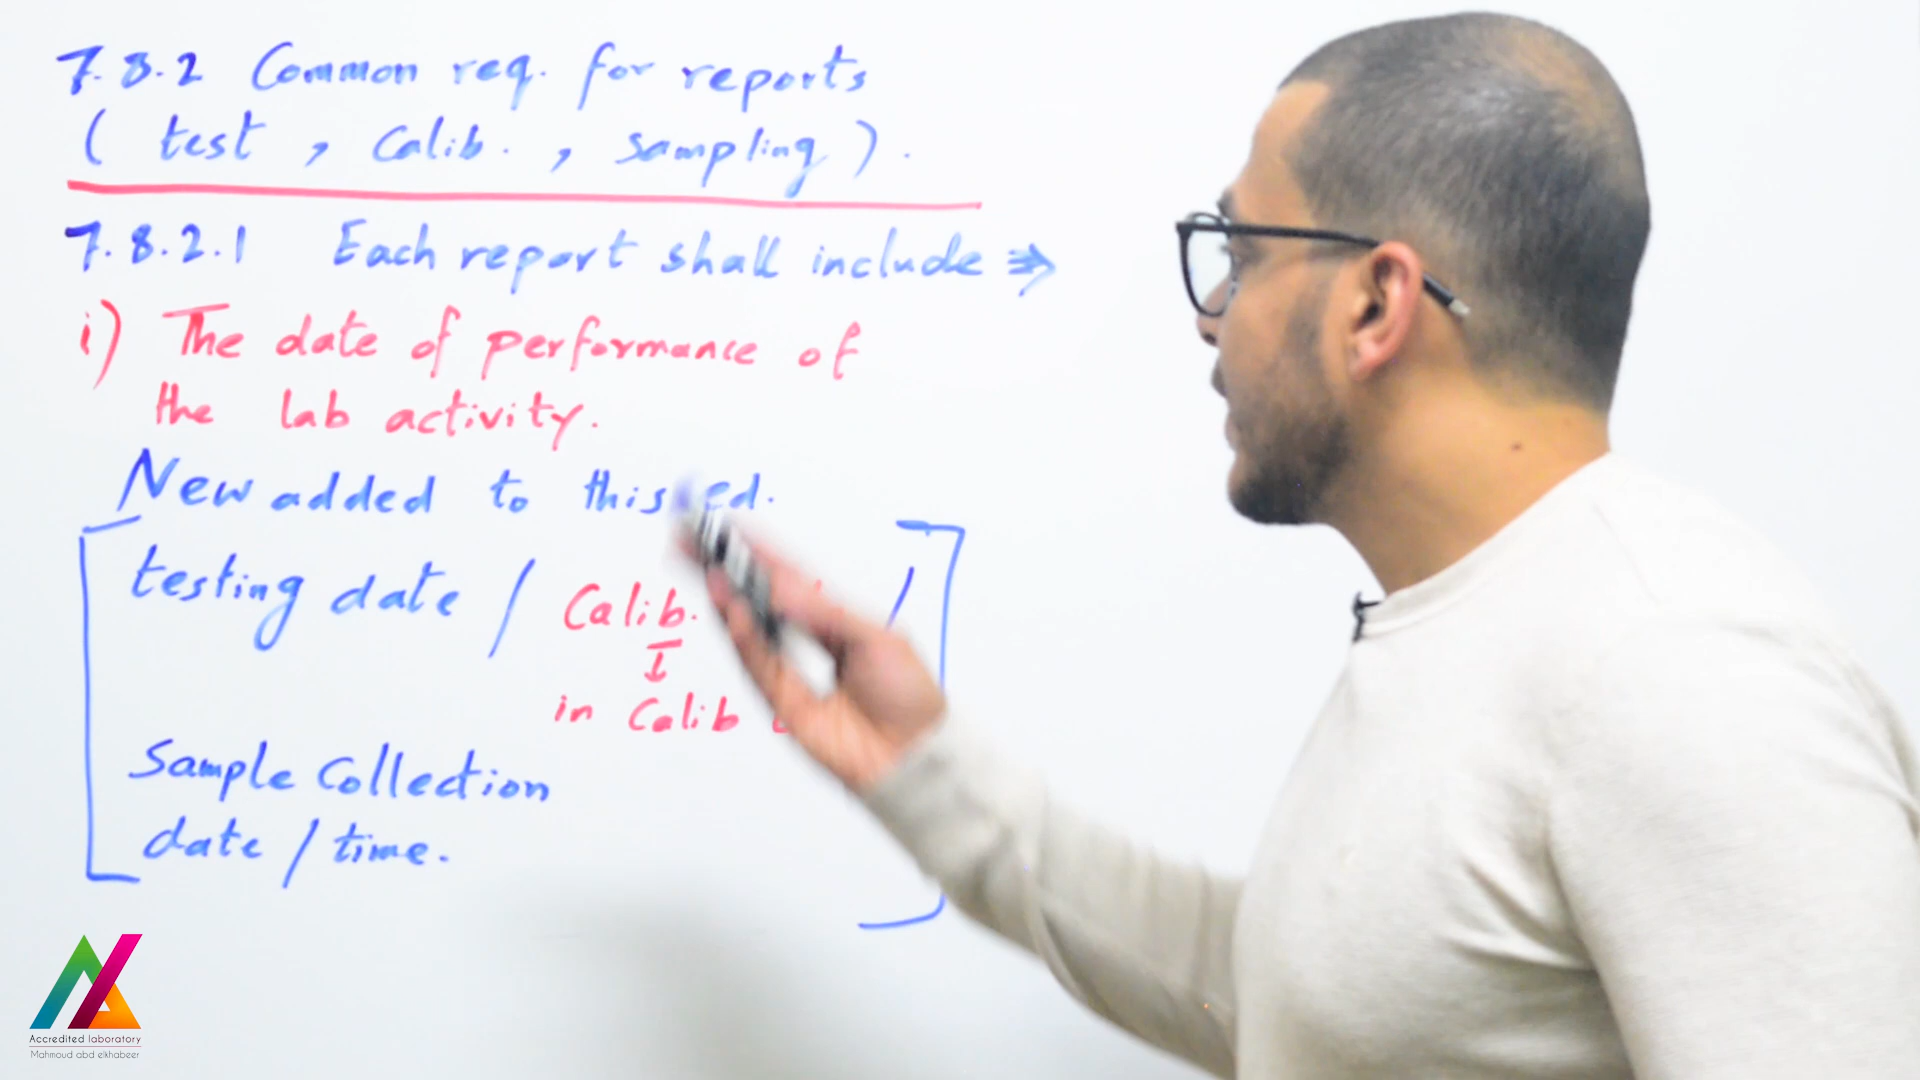 7.8.2 Common req. for reports
( test , Calib. , sampling ).
7.8.2.1 Each report shall include ⇒
i) The date of performance of
the lab activity.
New added to this ed.
testing date / Calib. /
in Calib
Sample Collection
date / time.
Accredited laboratory
Mahmoud abd elkhabeer